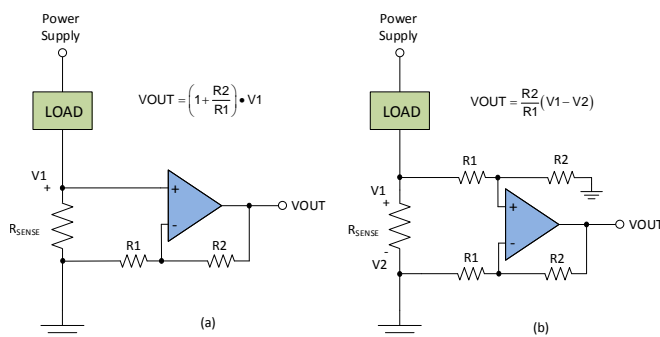 Power
Supply
LOAD
VOUT = (1 + R2/R1) • V1
V1
+
+
-
RSENSE
R1
R2
VOUT
(a)
Power
Supply
LOAD
VOUT = R2/R1 (V1 – V2)
R1
R2
V1
+
RSENSE
-
V2
+
-
R1
R2
VOUT
(b)